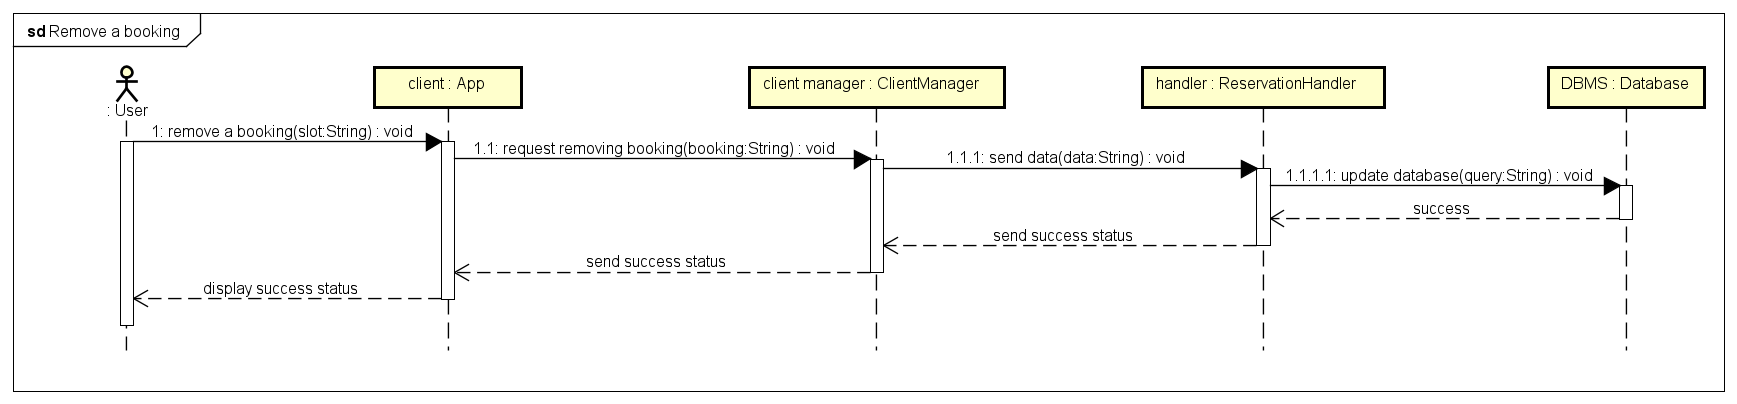 sd Remove a booking
: User
client : App
client manager : ClientManager
handler : ReservationHandler
DBMS : Database
1: remove a booking(slot:String) : void
1.1: request removing booking(booking:String) : void
1.1.1: send data(data:String) : void
1.1.1.1: update database(query:String) : void
success
send success status
send success status
display success status